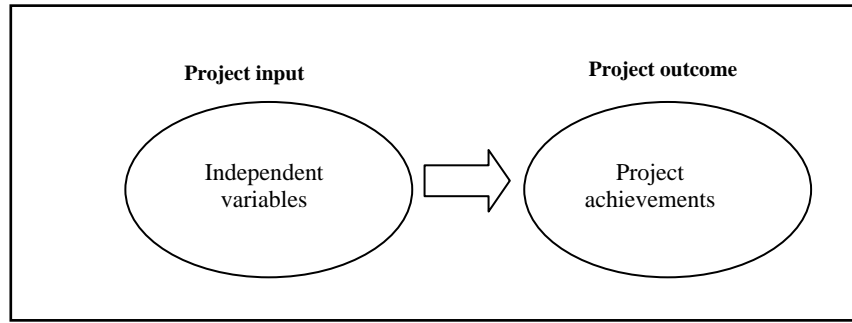 Project input
Project outcome
Independent
variables
Project
achievements